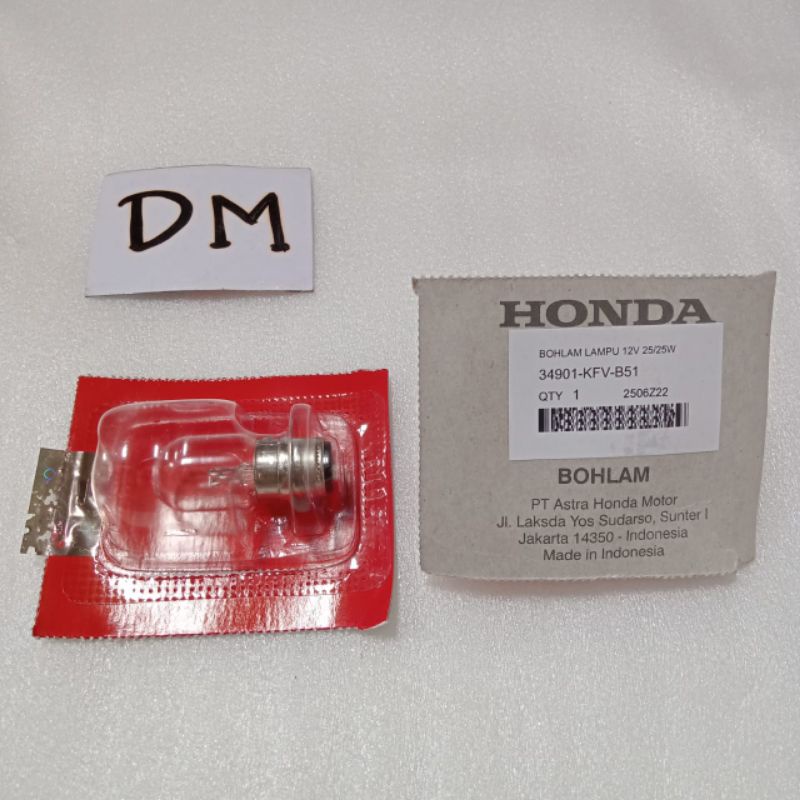 DM
HONDA
BOHLAM LAMPU 12V 25/25W
34901-KFV-B51
QTY 1 2506Z22
BOHLAM
PT Astra Honda Motor
Jl. Laksda Yos Sudarso, Sunter I
Jakarta 14350 - Indonesia
Made in Indonesia